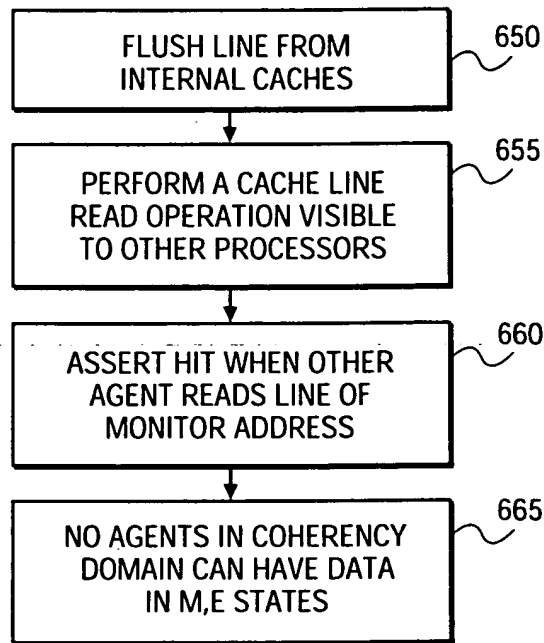 FLUSH LINE FROM
INTERNAL CACHES
650
PERFORM A CACHE LINE
READ OPERATION VISIBLE
TO OTHER PROCESSORS
655
ASSERT HIT WHEN OTHER
AGENT READS LINE OF
MONITOR ADDRESS
660
NO AGENTS IN COHERENCY
DOMAIN CAN HAVE DATA
IN M,E STATES
665